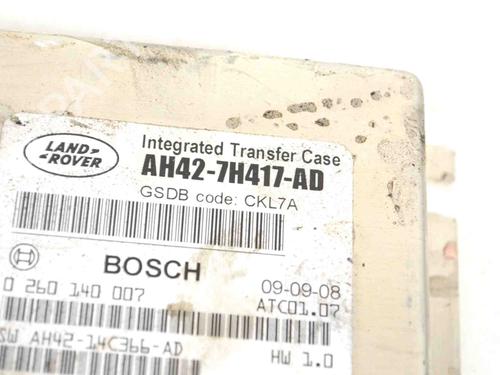 LAND
ROVER
Integrated Transfer Case
AH42-7H417-AD
GSDB code: CKL7A
BOSCH
09-09-08
0 260 140 007
ATC01.07
SW AH42-14C366-AD
HW 1.0